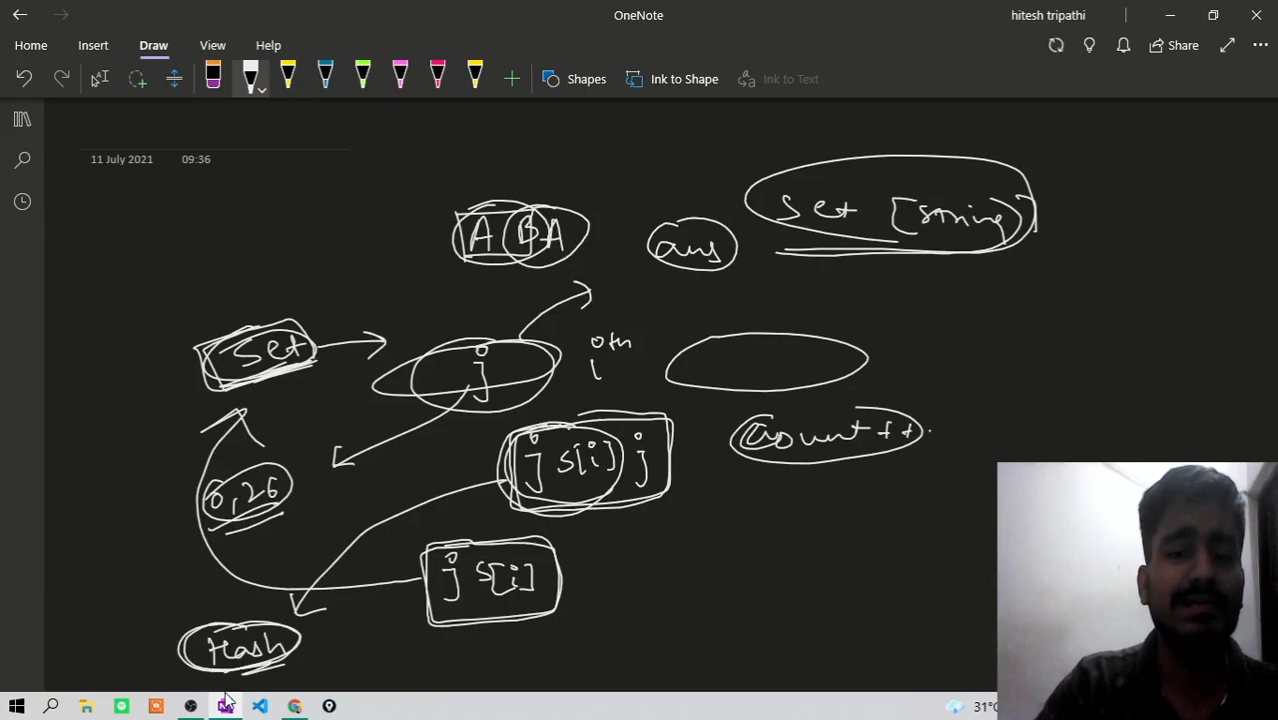 OneNote
hitesh tripathi
Home Insert Draw View Help
Share
Shapes
Ink to Shape
Ink to Text
11 July 2021 09:36
Set [String]
A B A
ans
Set
j
0th
1
count++
j s[i] j
0,26
j s[i]
Hash
31°C